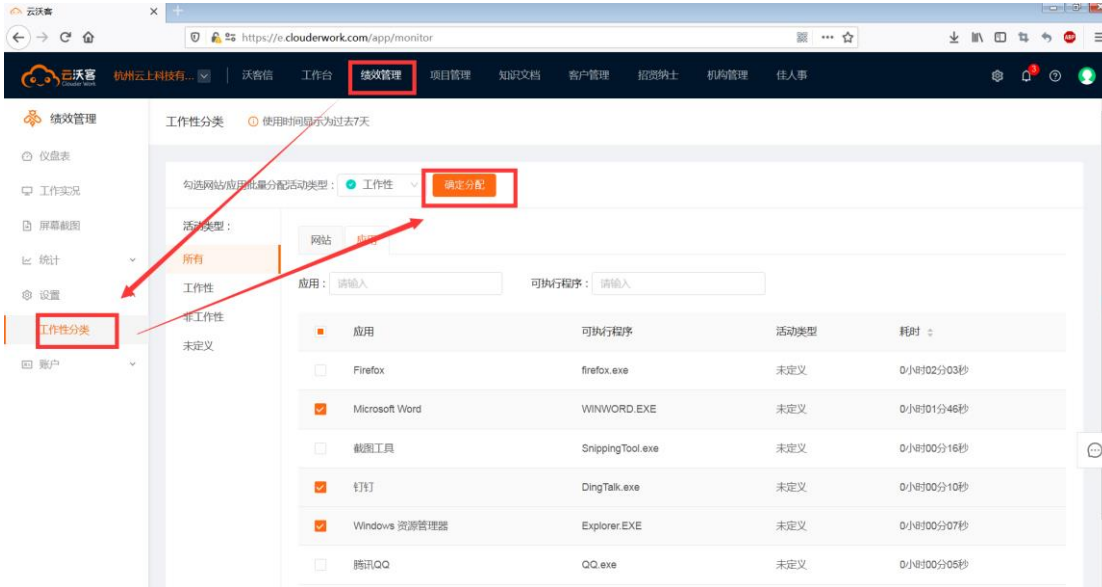 云沃客
https://e.clouderwork.com/app/monitor
云沃客 杭州云上科技有... 沃客信 工作台 绩效管理 项目管理 知识文档 客户管理 招贤纳士 机构管理 佳人事 3
Clouder Work
绩效管理 工作性分类 使用时间显示为过去7天
仪盘表
工作实况 勾选网站/应用批量分配活动类型: 工作性 确定分配
屏幕截图 活动类型: 网站 应用
统计 所有
设置 工作性 应用: 请输入 可执行程序: 请输入
工作性分类 非工作性
账户 未定义
应用 可执行程序 活动类型 耗时
Firefox firefox.exe 未定义 0小时02分03秒
Microsoft Word WINWORD.EXE 未定义 0小时01分46秒
截图工具 SnippingTool.exe 未定义 0小时00分16秒
钉钉 DingTalk.exe 未定义 0小时00分10秒
Windows 资源管理器 Explorer.EXE 未定义 0小时00分07秒
腾讯QQ QQ.exe 未定义 0小时00分05秒